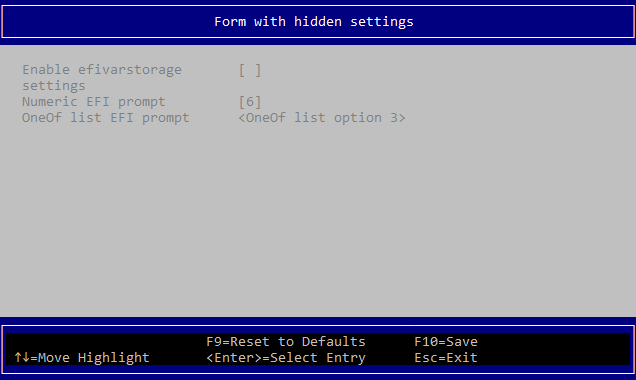 Form with hidden settings
Enable efivarstorage [ ]
settings
Numeric EFI prompt [6]
OneOf list EFI prompt <OneOf list option 3>
F9=Reset to Defaults F10=Save
↑↓=Move Highlight <Enter>=Select Entry Esc=Exit